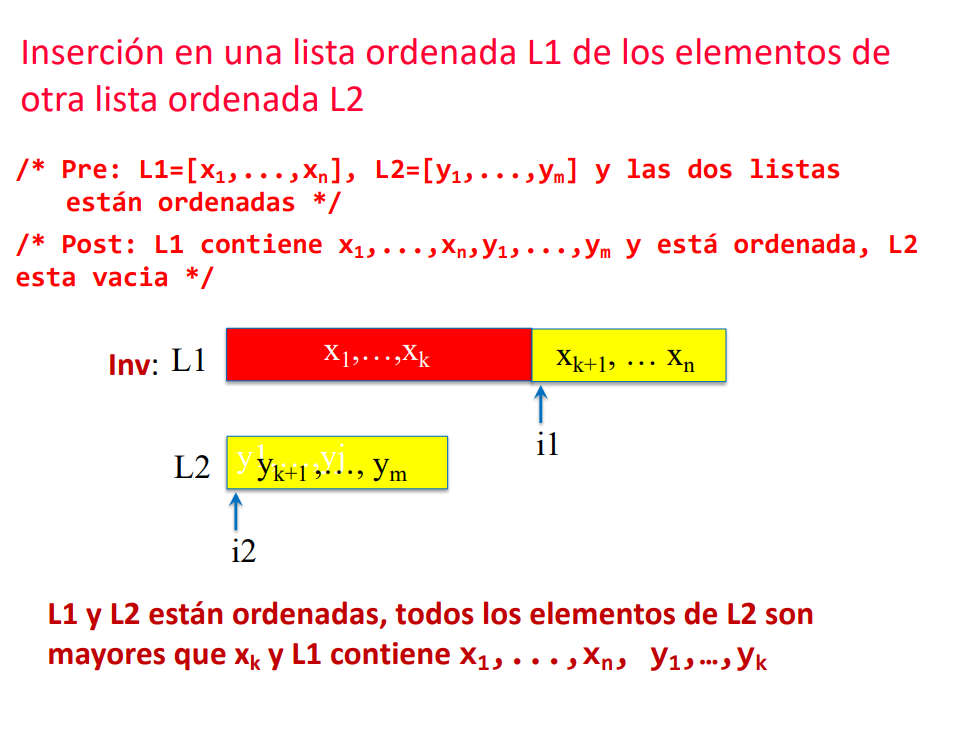 Inserción en una lista ordenada L1 de los elementos de
otra lista ordenada L2
/* Pre: L1=[x₁,...,xₙ], L2=[y₁,...,yₘ] y las dos listas
están ordenadas */
/* Post: L1 contiene x₁,...,xₙ,y₁,...,yₘ y está ordenada, L2
esta vacia */
Inv: L1 x₁,…,xₖ xₖ₊₁, … xₙ
i1
L2 yₖ₊₁ ,…, yₘ
i2
L1 y L2 están ordenadas, todos los elementos de L2 son
mayores que xₖ y L1 contiene x₁,...,xₙ, y₁,…,yₖ